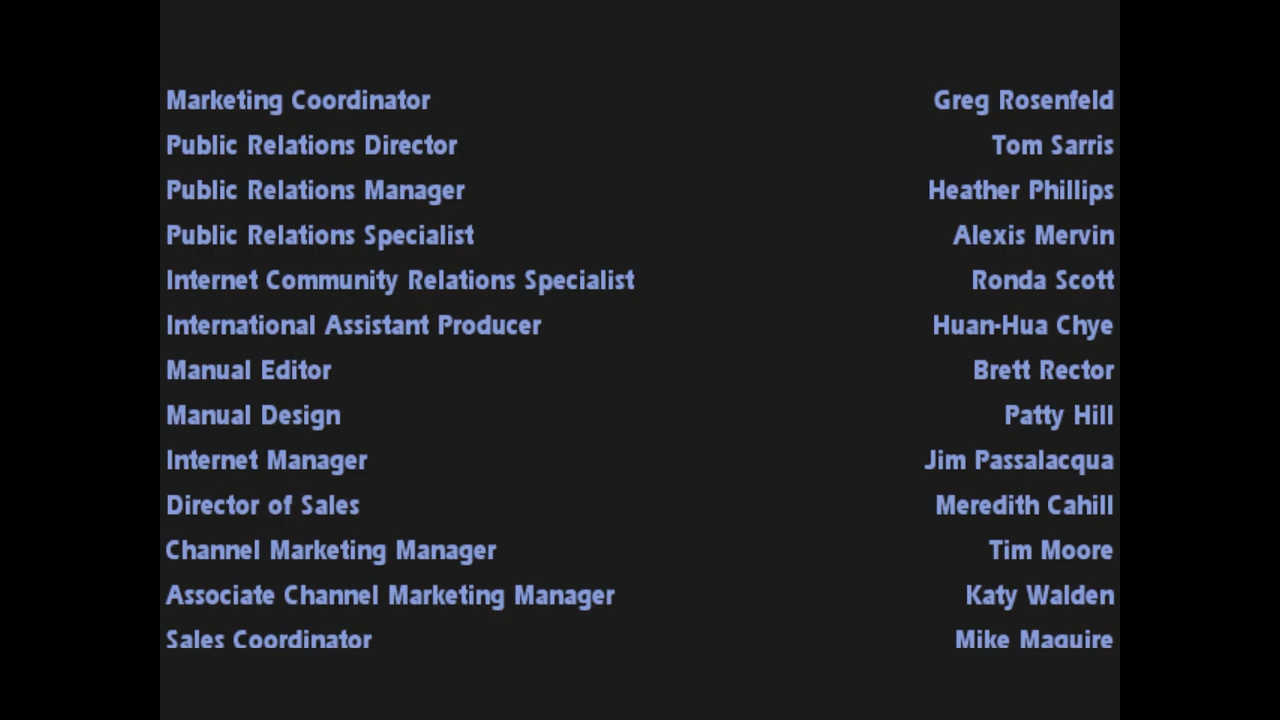 Marketing Coordinator Greg Rosenfeld
Public Relations Director Tom Sarris
Public Relations Manager Heather Phillips
Public Relations Specialist Alexis Mervin
Internet Community Relations Specialist Ronda Scott
International Assistant Producer Huan-Hua Chye
Manual Editor Brett Rector
Manual Design Patty Hill
Internet Manager Jim Passalacqua
Director of Sales Meredith Cahill
Channel Marketing Manager Tim Moore
Associate Channel Marketing Manager Katy Walden
Sales Coordinator Mike Maguire